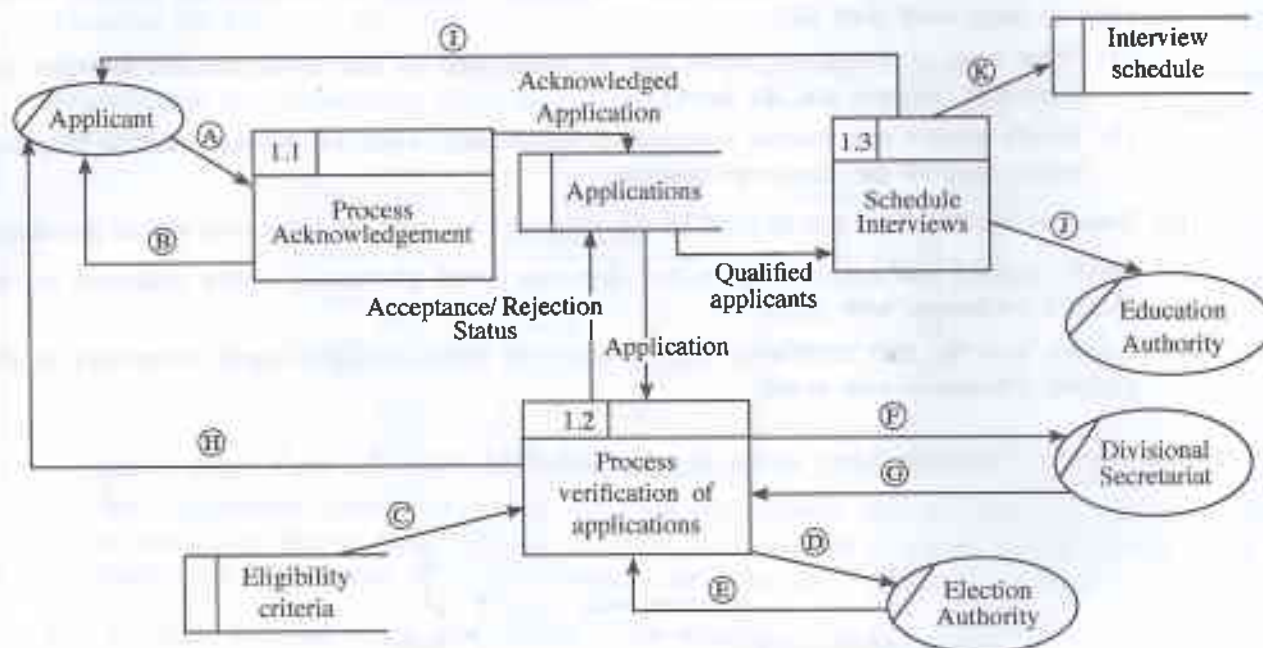 Ⓘ
Interview
schedule
Ⓚ
Acknowledged
Application
Applicant
Ⓐ
1.1
1.3
Applications
Process
Acknowledgement
Schedule
Interviews
Ⓑ
Ⓙ
Qualified
applicants
Acceptance/ Rejection
Status
Education
Authority
Application
1.2
Ⓕ
Ⓗ
Process
verification of
applications
Divisional
Secretariat
Ⓖ
Ⓒ
Ⓓ
Eligibility
criteria
Ⓔ
Election
Authority